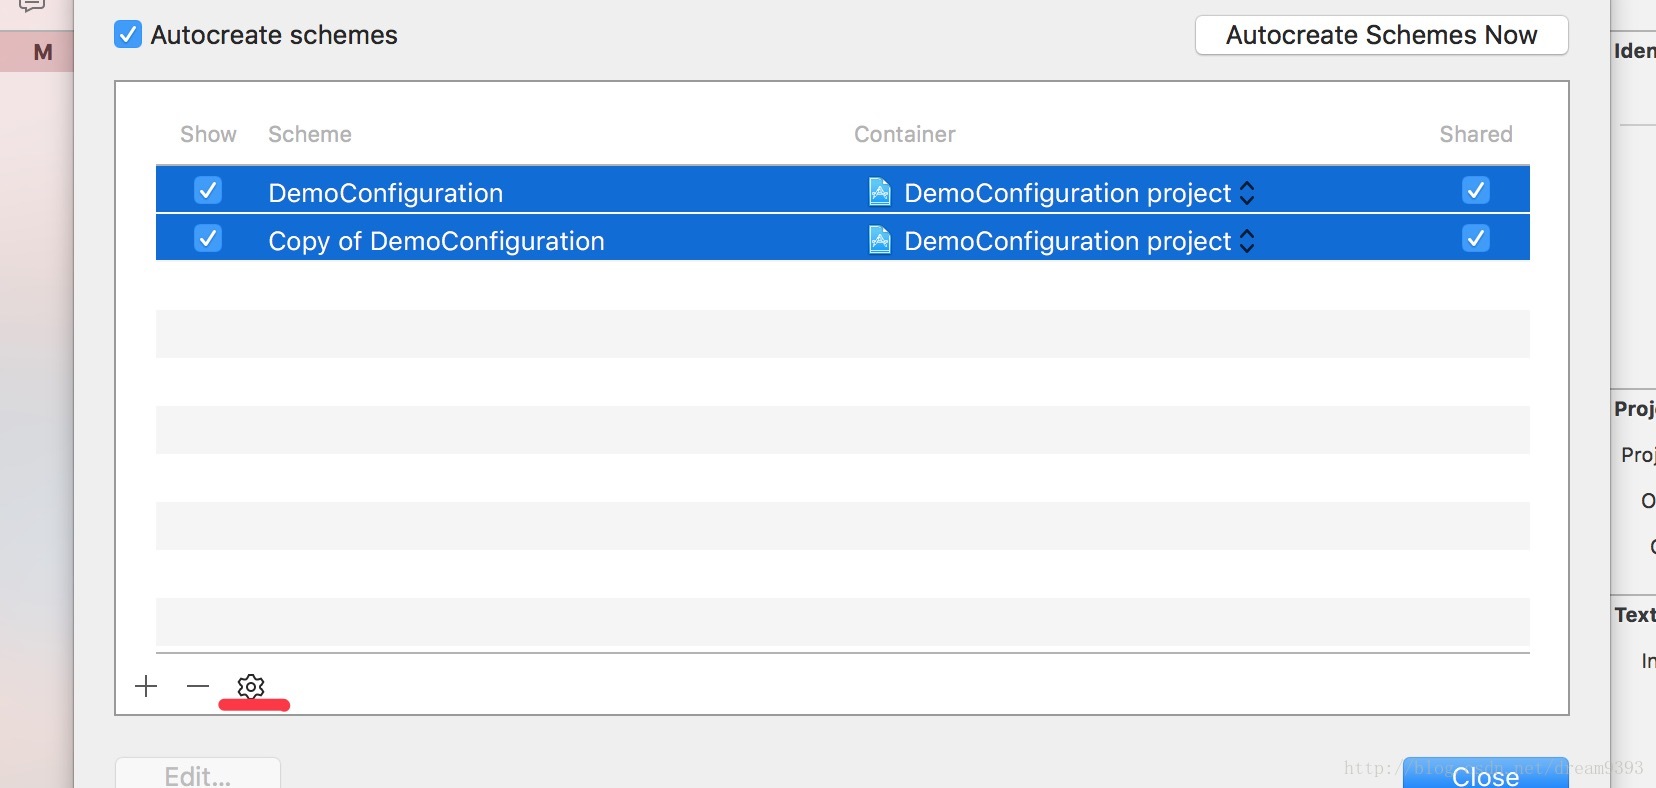 Autocreate schemes
Autocreate Schemes Now
Iden
M
Show Scheme Container Shared
DemoConfiguration DemoConfiguration project
Copy of DemoConfiguration DemoConfiguration project
Proj
Proj
O
Text
In
Edit...
Close
http://blog.csdn.net/dream9393